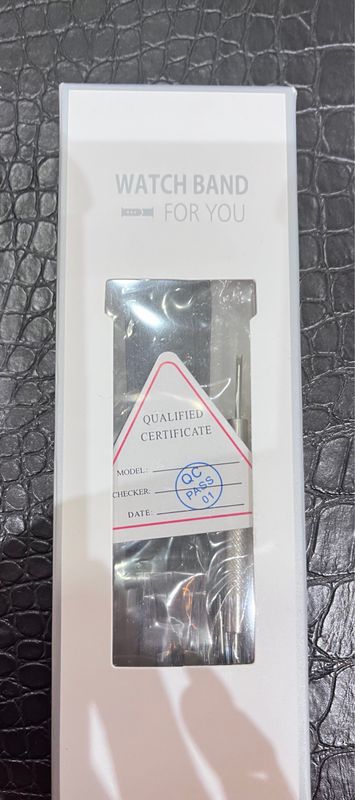 WATCH BAND
FOR YOU
QUALIFIED
CERTIFICATE
MODEL:
CHECKER:
DATE:
QC
PASS
01